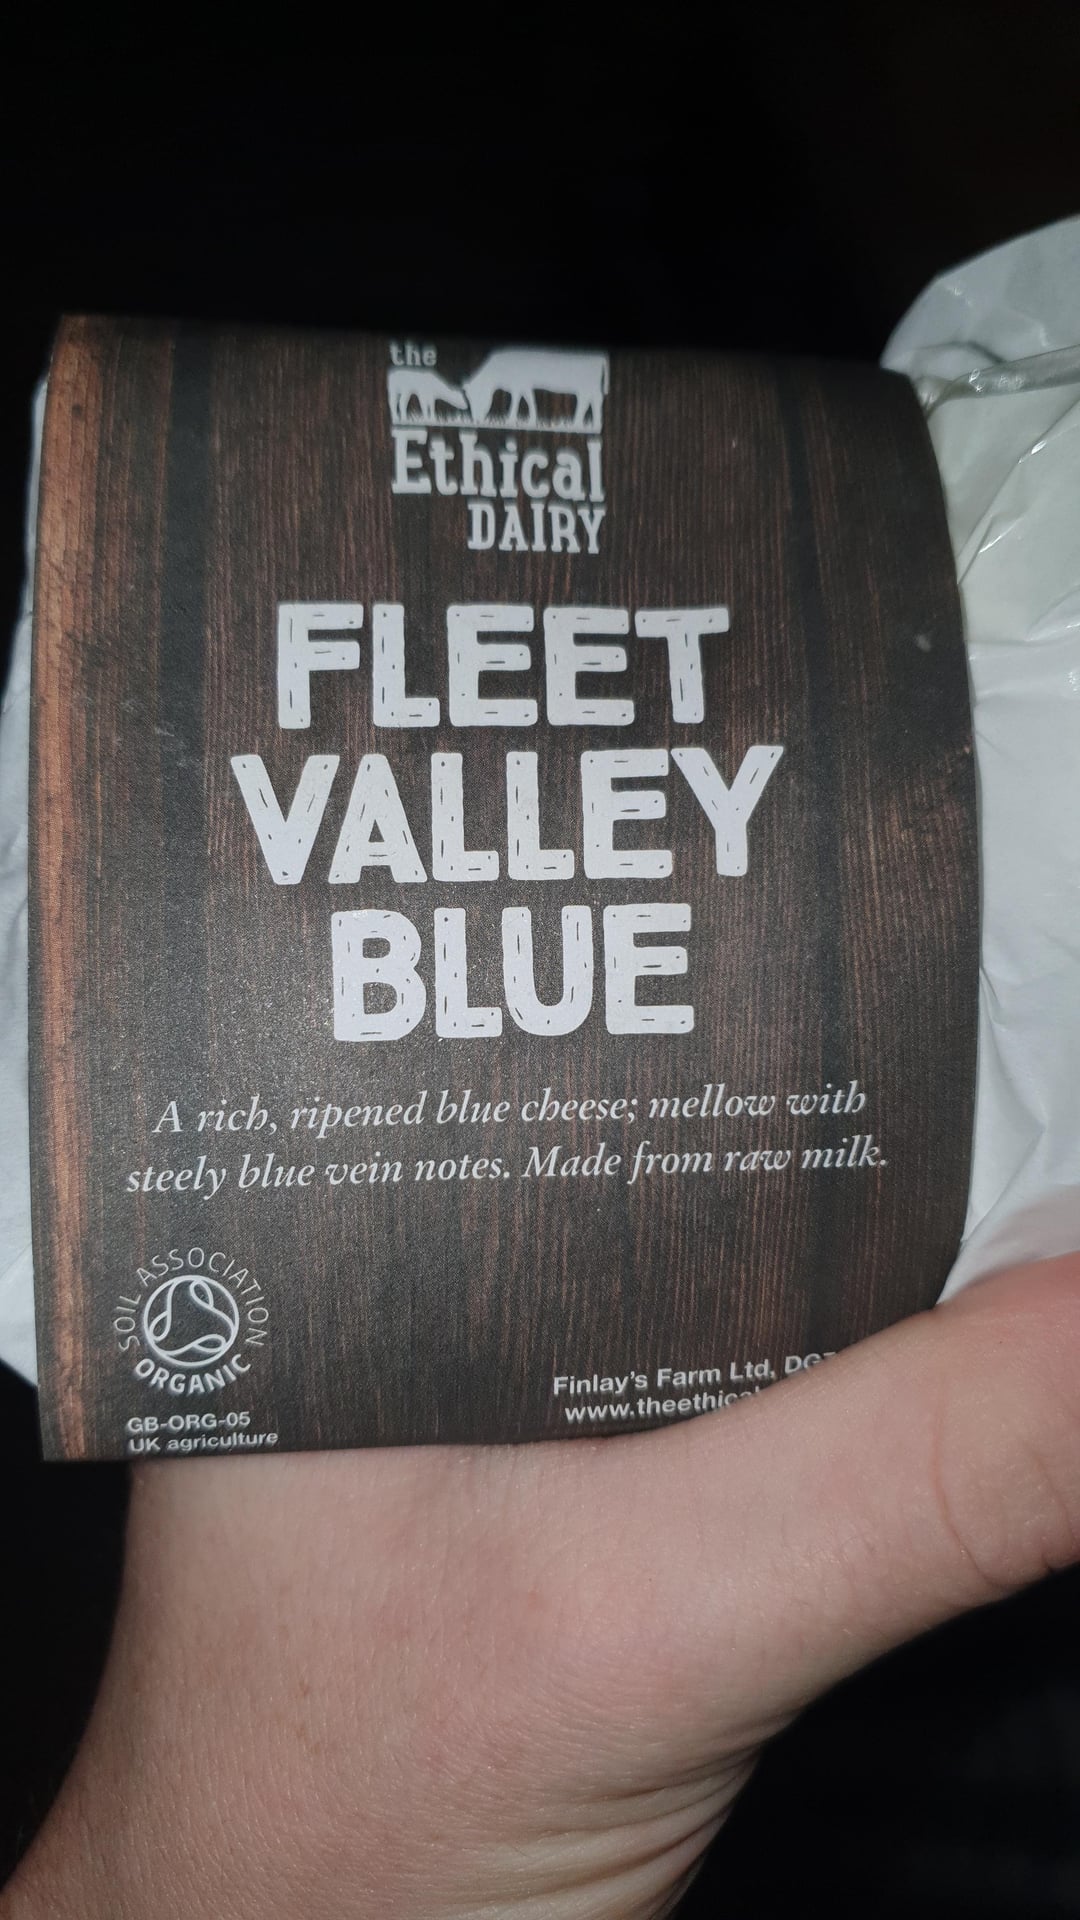 the
Ethical
DAIRY
FLEET
VALLEY
BLUE
A rich, ripened blue cheese; mellow with
steely blue vein notes. Made from raw milk.
SOIL ASSOCIATION
ORGANIC
GB-ORG-05
UK agriculture
Finlay's Farm Ltd,